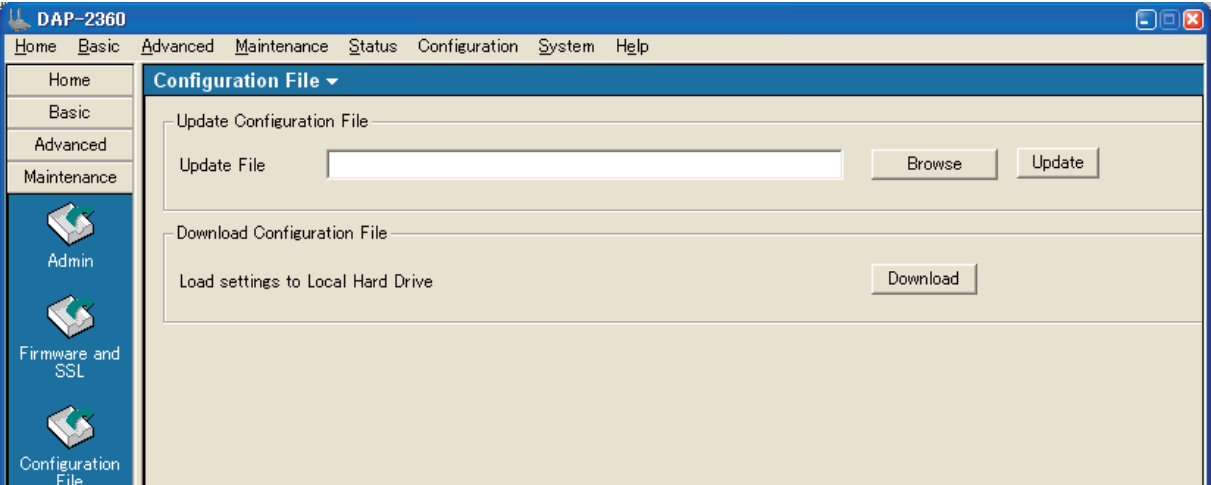 DAP-2360
Home Basic Advanced Maintenance Status Configuration System Help
Home
Basic
Advanced
Maintenance
Admin
Firmware and
SSL
Configuration
File
Configuration File
Update Configuration File
Update File
Browse
Update
Download Configuration File
Load settings to Local Hard Drive
Download